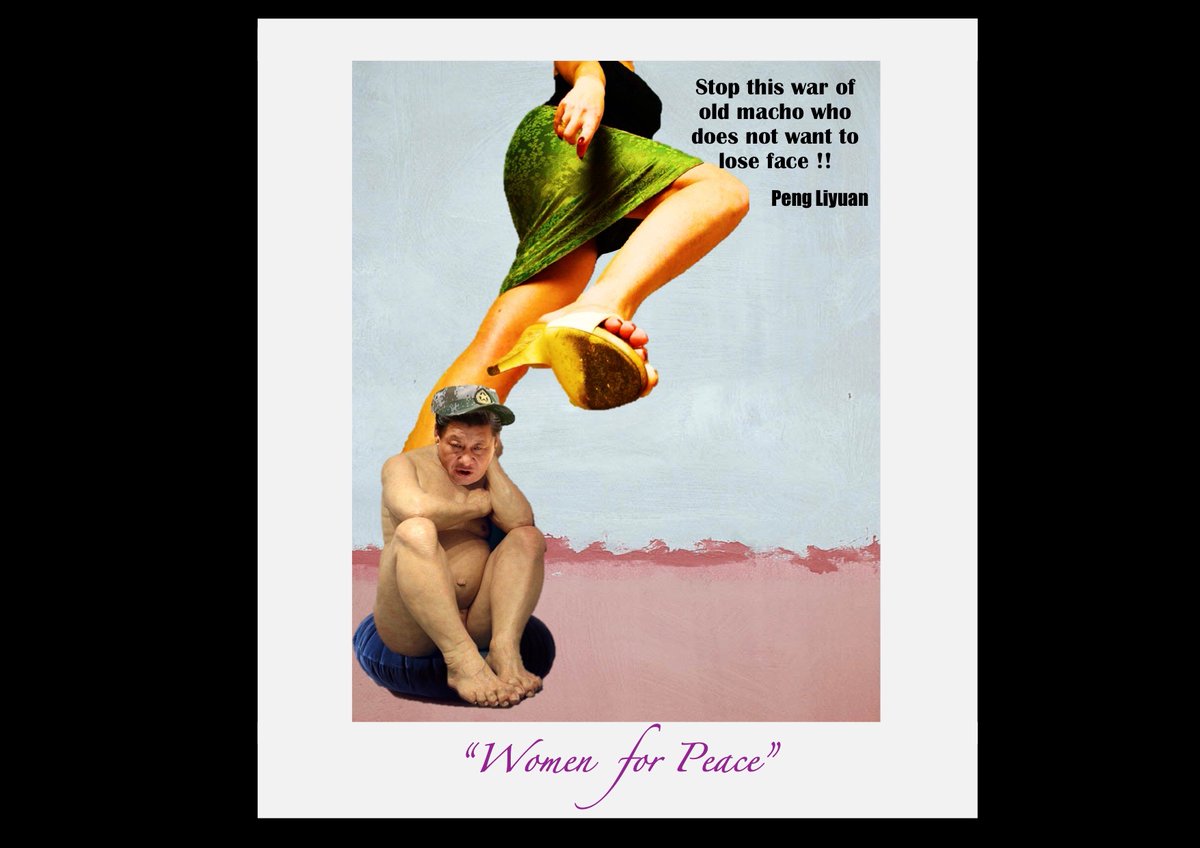 Stop this war of
old macho who
does not want to
lose face !!
Peng Liyuan
“Women for Peace”